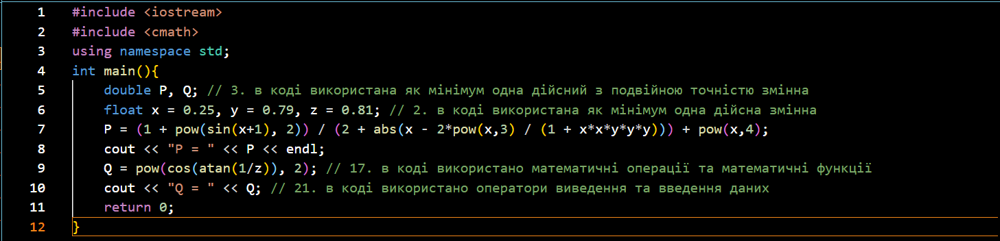 1 #include <iostream>
2 #include <cmath>
3 using namespace std;
4 int main(){
5 double P, Q; // 3. в коді використана як мінімум одна дійсний з подвійною точністю змінна
6 float x = 0.25, y = 0.79, z = 0.81; // 2. в коді використана як мінімум одна дійсна змінна
7 P = (1 + pow(sin(x+1), 2)) / (2 + abs(x - 2*pow(x,3) / (1 + x*x*y*y*y))) + pow(x,4);
8 cout << "P = " << P << endl;
9 Q = pow(cos(atan(1/z)), 2); // 17. в коді використано математичні операції та математичні функції
10 cout << "Q = " << Q; // 21. в коді використано оператори виведення та введення даних
11 return 0;
12 }